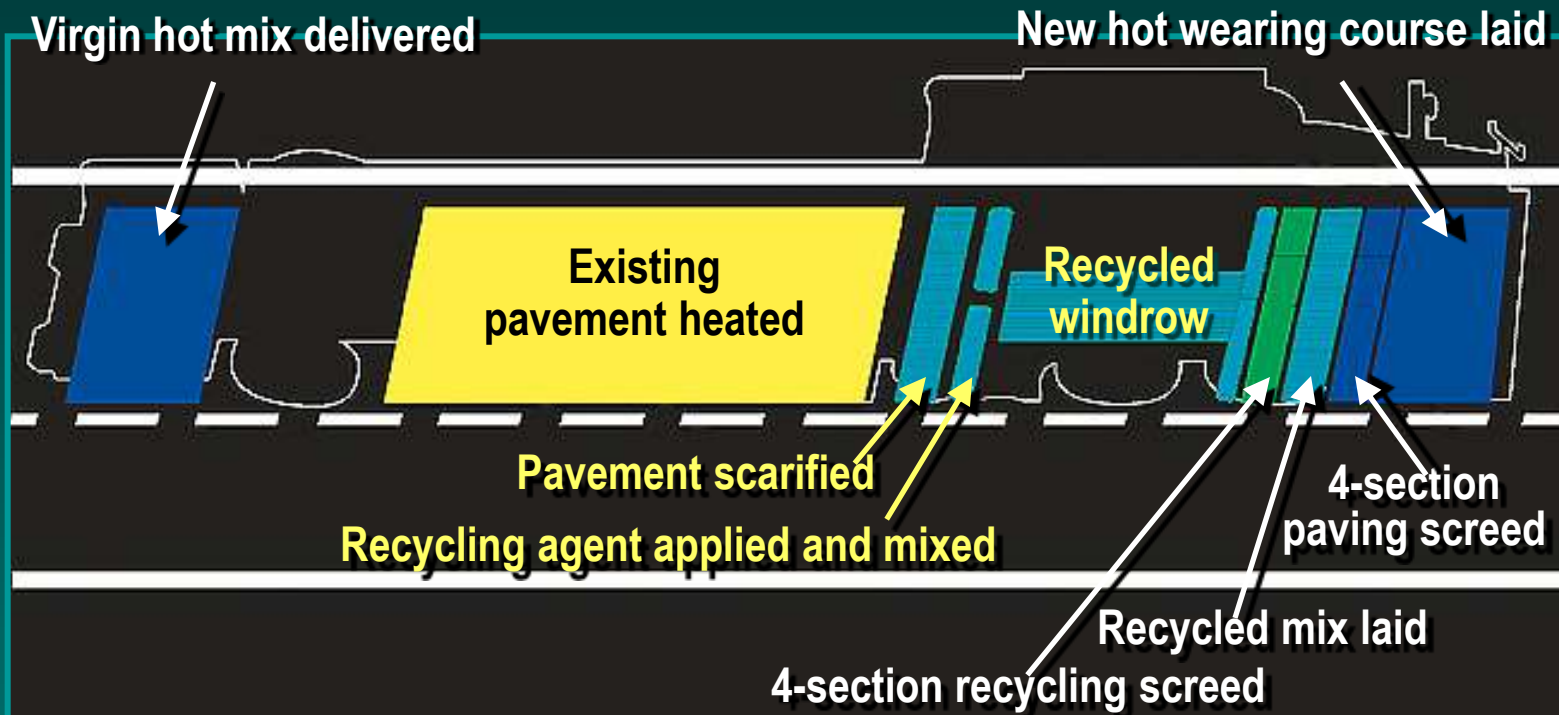 Virgin hot mix delivered
New hot wearing course laid
Existing
pavement heated
Recycled
windrow
Pavement scarified
Recycling agent applied and mixed
4-section
paving screed
Recycled mix laid
4-section recycling screed